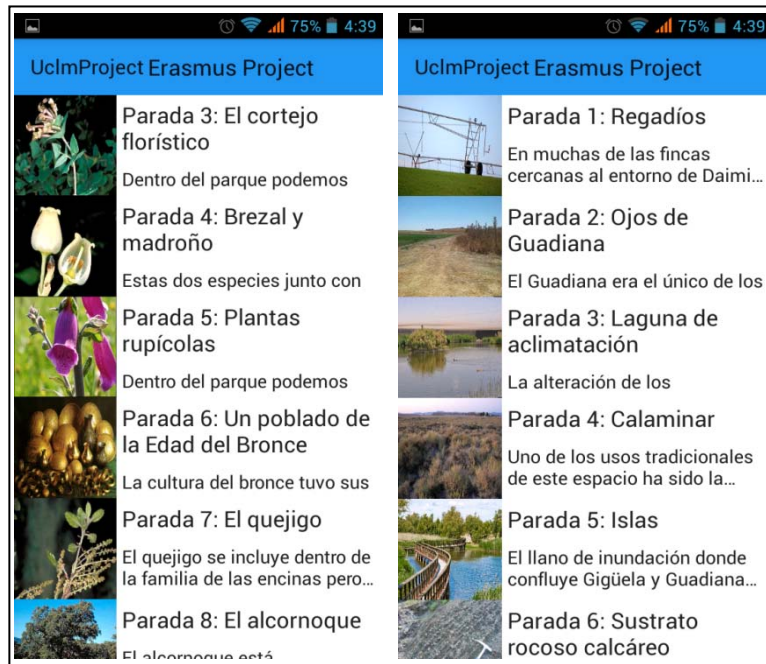 75% 4:39
UclmProject Erasmus Project
Parada 3: El cortejo
florístico
Dentro del parque podemos
Parada 4: Brezal y
madroño
Estas dos especies junto con
Parada 5: Plantas
rupícolas
Dentro del parque podemos
Parada 6: Un poblado de
la Edad del Bronce
La cultura del bronce tuvo sus
Parada 7: El quejigo
El quejigo se incluye dentro de
la familia de las encinas pero…
Parada 8: El alcornoque
El alcornoque está
75% 4:39
UclmProject Erasmus Project
Parada 1: Regadíos
En muchas de las fincas
cercanas al entorno de Daimi…
Parada 2: Ojos de
Guadiana
El Guadiana era el único de los
Parada 3: Laguna de
aclimatación
La alteración de los
Parada 4: Calaminar
Uno de los usos tradicionales
de este espacio ha sido la…
Parada 5: Islas
El llano de inundación donde
confluye Gigüela y Guadiana…
Parada 6: Sustrato
rocoso calcáreo